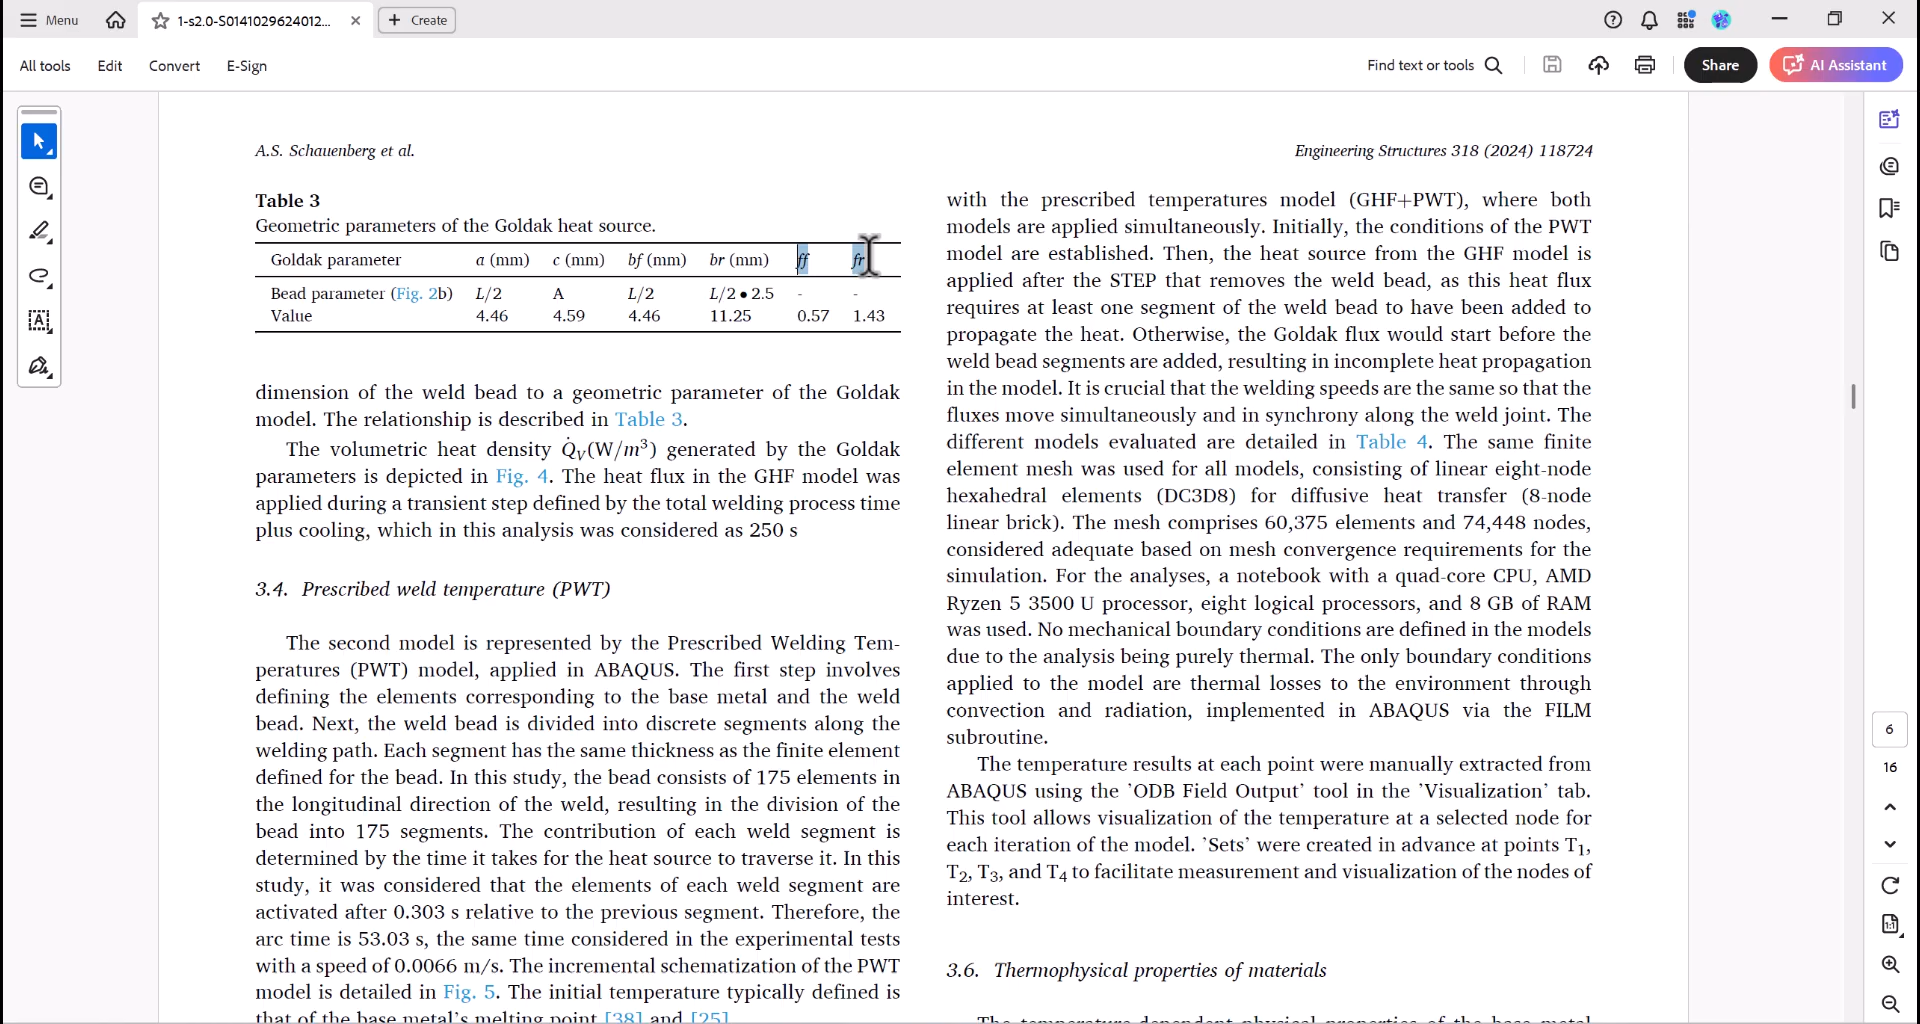 Menu
1-s2.0-S0141029624012...
Create
All tools
Edit
Convert
E-Sign
Find text or tools
Share
AI Assistant
A.S. Schauenberg et al.
Engineering Structures 318 (2024) 118724
Table 3
Geometric parameters of the Goldak heat source.
Goldak parameter a (mm) c (mm) bf (mm) br (mm) ff fr
Bead parameter (Fig. 2b) L/2 A L/2 L/2 • 2.5 - -
Value 4.46 4.59 4.46 11.25 0.57 1.43
dimension of the weld bead to a geometric parameter of the Goldak
model. The relationship is described in Table 3.
The volumetric heat density Q̇v(W/m³) generated by the Goldak
parameters is depicted in Fig. 4. The heat flux in the GHF model was
applied during a transient step defined by the total welding process time
plus cooling, which in this analysis was considered as 250 s
3.4. Prescribed weld temperature (PWT)
The second model is represented by the Prescribed Welding Tem-
peratures (PWT) model, applied in ABAQUS. The first step involves
defining the elements corresponding to the base metal and the weld
bead. Next, the weld bead is divided into discrete segments along the
welding path. Each segment has the same thickness as the finite element
defined for the bead. In this study, the bead consists of 175 elements in
the longitudinal direction of the weld, resulting in the division of the
bead into 175 segments. The contribution of each weld segment is
determined by the time it takes for the heat source to traverse it. In this
study, it was considered that the elements of each weld segment are
activated after 0.303 s relative to the previous segment. Therefore, the
arc time is 53.03 s, the same time considered in the experimental tests
with a speed of 0.0066 m/s. The incremental schematization of the PWT
model is detailed in Fig. 5. The initial temperature typically defined is
that of the base metal's melting point [38] and [25]
with the prescribed temperatures model (GHF+PWT), where both
models are applied simultaneously. Initially, the conditions of the PWT
model are established. Then, the heat source from the GHF model is
applied after the STEP that removes the weld bead, as this heat flux
requires at least one segment of the weld bead to have been added to
propagate the heat. Otherwise, the Goldak flux would start before the
weld bead segments are added, resulting in incomplete heat propagation
in the model. It is crucial that the welding speeds are the same so that the
fluxes move simultaneously and in synchrony along the weld joint. The
different models evaluated are detailed in Table 4. The same finite
element mesh was used for all models, consisting of linear eight-node
hexahedral elements (DC3D8) for diffusive heat transfer (8-node
linear brick). The mesh comprises 60,375 elements and 74,448 nodes,
considered adequate based on mesh convergence requirements for the
simulation. For the analyses, a notebook with a quad-core CPU, AMD
Ryzen 5 3500 U processor, eight logical processors, and 8 GB of RAM
was used. No mechanical boundary conditions are defined in the models
due to the analysis being purely thermal. The only boundary conditions
applied to the model are thermal losses to the environment through
convection and radiation, implemented in ABAQUS via the FILM
subroutine.
The temperature results at each point were manually extracted from
ABAQUS using the 'ODB Field Output' tool in the 'Visualization' tab.
This tool allows visualization of the temperature at a selected node for
each iteration of the model. 'Sets' were created in advance at points T₁,
T₂, T₃, and T₄ to facilitate measurement and visualization of the nodes of
interest.
3.6. Thermophysical properties of materials
The temperature-dependent physical properties of the base metal
6
16